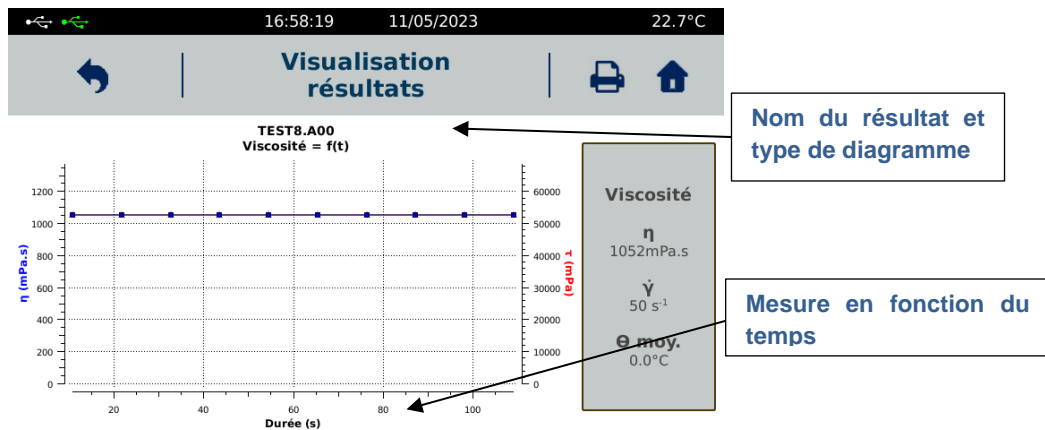 16:58:19 11/05/2023 22.7°C
Visualisation
résultats
TEST8.A00
Viscosité = f(t)
Nom du résultat et
type de diagramme
1200
1000
800
600
400
200
0
η (mPa.s)
60000
50000
40000
30000
20000
10000
0
τ (mPa)
20 40 60 80 100
Durée (s)
Viscosité
η
1052mPa.s
γ̇
50 s⁻¹
Θ moy.
0.0°C
Mesure en fonction du
temps